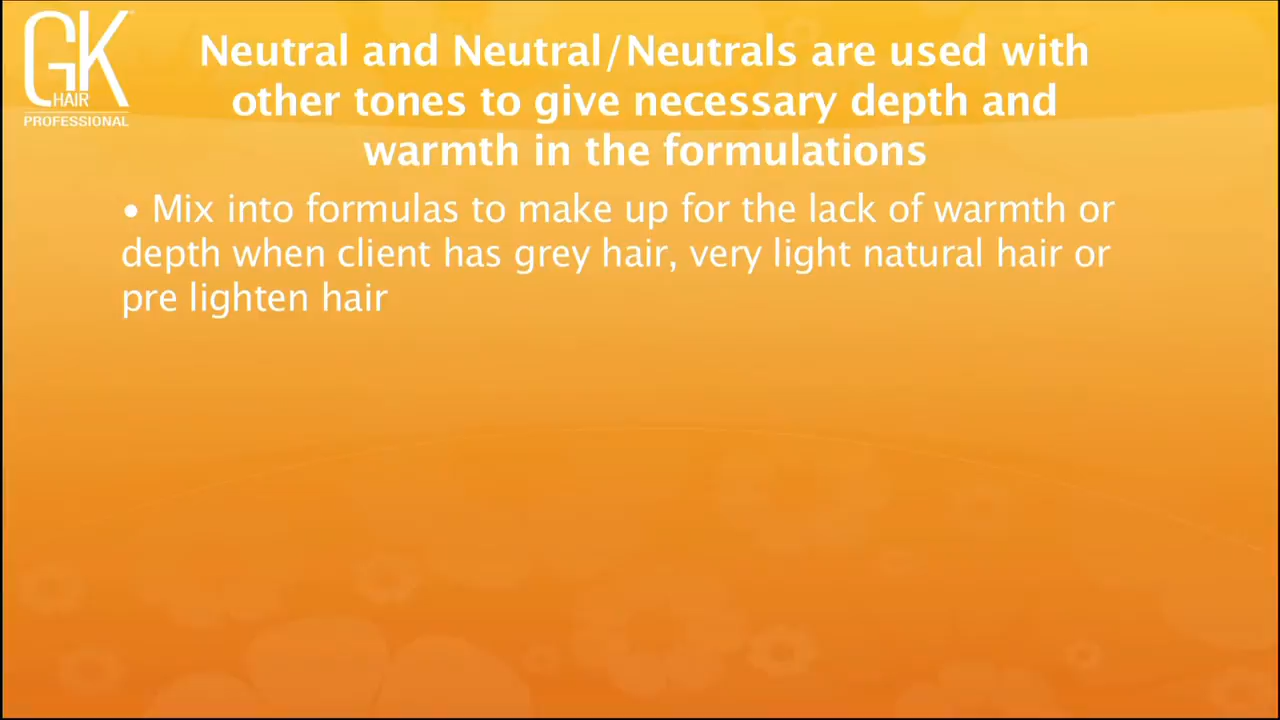 GK
HAIR
PROFESSIONAL
Neutral and Neutral/Neutrals are used with
other tones to give necessary depth and
warmth in the formulations
• Mix into formulas to make up for the lack of warmth or
depth when client has grey hair, very light natural hair or
pre lighten hair